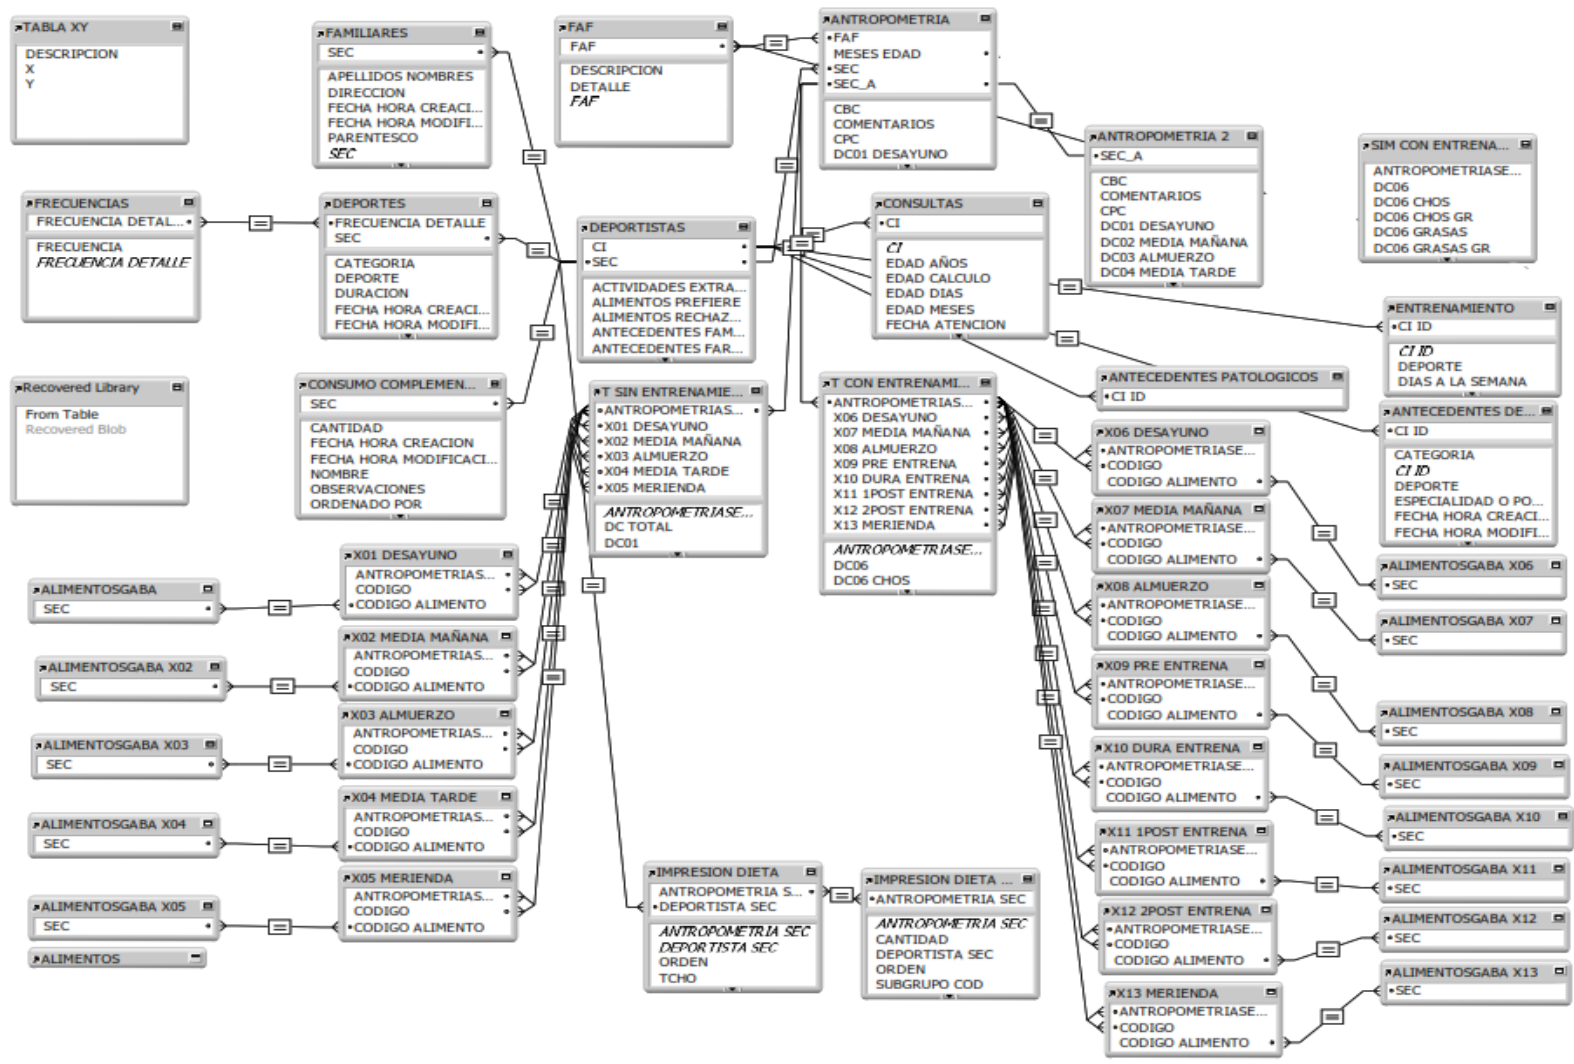 TABLA XY
DESCRIPCION
X
Y
FAMILIARES
SEC
APELLIDOS NOMBRES
DIRECCION
FECHA HORA CREACI...
FECHA HORA MODIFI...
PARENTESCO
SEC
FAF
FAF
DESCRIPCION
DETALLE
FAF
ANTROPOMETRIA
FAF
MESES EDAD
SEC
SEC_A
CBC
COMENTARIOS
CPC
DC01 DESAYUNO
ANTROPOMETRIA 2
SEC_A
CBC
COMENTARIOS
CPC
DC01 DESAYUNO
DC02 MEDIA MAÑANA
DC03 ALMUERZO
DC04 MEDIA TARDE
SIM CON ENTRENA...
ANTROPOMETRIASE...
DC06
DC06 CHOS
DC06 CHOS GR
DC06 GRASAS
DC06 GRASAS GR
FRECUENCIAS
FRECUENCIA DETAL...
FRECUENCIA
FRECUENCIA DETALLE
DEPORTES
FRECUENCIA DETALLE
SEC
CATEGORIA
DEPORTE
DURACION
FECHA HORA CREACI...
FECHA HORA MODIFI...
DEPORTISTAS
CI
SEC
ACTIVIDADES EXTRA...
ALIMENTOS PREFIERE
ALIMENTOS RECHAZ...
ANTECEDENTES FAM...
ANTECEDENTES FAR...
CONSULTAS
CI
CI
EDAD AÑOS
EDAD CALCULO
EDAD DIAS
EDAD MESES
FECHA ATENCION
ENTRENAMIENTO
CI ID
CI ID
DEPORTE
DIAS A LA SEMANA
Recovered Library
From Table
Recovered Blob
CONSUMO COMPLEMEN...
SEC
CANTIDAD
FECHA HORA CREACION
FECHA HORA MODIFICACI...
NOMBRE
OBSERVACIONES
ORDENADO POR
T SIN ENTRENAMIE...
ANTROPOMETRIAS...
X01 DESAYUNO
X02 MEDIA MAÑANA
X03 ALMUERZO
X04 MEDIA TARDE
X05 MERIENDA
ANTROPOMETRIASE...
DC TOTAL
DC01
T CON ENTRENAMI...
ANTROPOMETRIAS...
X06 DESAYUNO
X07 MEDIA MAÑANA
X08 ALMUERZO
X09 PRE ENTRENA
X10 DURA ENTRENA
X11 1POST ENTRENA
X12 2POST ENTRENA
X13 MERIENDA
ANTROPOMETRIASE...
DC06
DC06 CHOS
ANTECEDENTES PATOLOGICOS
CI ID
ANTECEDENTES DE...
CI ID
CATEGORIA
CI ID
DEPORTE
ESPECIALIDAD O PO...
FECHA HORA CREACI...
FECHA HORA MODIFI...
X06 DESAYUNO
ANTROPOMETRIASE...
CODIGO
CODIGO ALIMENTO
X07 MEDIA MAÑANA
ANTROPOMETRIASE...
CODIGO
CODIGO ALIMENTO
X08 ALMUERZO
ANTROPOMETRIASE...
CODIGO
CODIGO ALIMENTO
X09 PRE ENTRENA
ANTROPOMETRIASE...
CODIGO
CODIGO ALIMENTO
X10 DURA ENTRENA
ANTROPOMETRIASE...
CODIGO
CODIGO ALIMENTO
X11 1POST ENTRENA
ANTROPOMETRIASE...
CODIGO
CODIGO ALIMENTO
X12 2POST ENTRENA
ANTROPOMETRIASE...
CODIGO
CODIGO ALIMENTO
X13 MERIENDA
ANTROPOMETRIASE...
CODIGO
CODIGO ALIMENTO
ALIMENTOSGABA X06
SEC
ALIMENTOSGABA X07
SEC
ALIMENTOSGABA X08
SEC
ALIMENTOSGABA X09
SEC
ALIMENTOSGABA X10
SEC
ALIMENTOSGABA X11
SEC
ALIMENTOSGABA X12
SEC
ALIMENTOSGABA X13
SEC
ALIMENTOSGABA
SEC
ALIMENTOSGABA X02
SEC
ALIMENTOSGABA X03
SEC
ALIMENTOSGABA X04
SEC
ALIMENTOSGABA X05
SEC
ALIMENTOS
X01 DESAYUNO
ANTROPOMETRIAS...
CODIGO
CODIGO ALIMENTO
X02 MEDIA MAÑANA
ANTROPOMETRIAS...
CODIGO
CODIGO ALIMENTO
X03 ALMUERZO
ANTROPOMETRIAS...
CODIGO
CODIGO ALIMENTO
X04 MEDIA TARDE
ANTROPOMETRIAS...
CODIGO
CODIGO ALIMENTO
X05 MERIENDA
ANTROPOMETRIAS...
CODIGO
CODIGO ALIMENTO
IMPRESION DIETA
ANTROPOMETRIA S...
DEPORTISTA SEC
ANTROPOMETRIA SEC
DEPORTISTA SEC
ORDEN
TCHO
IMPRESION DIETA ...
ANTROPOMETRIA SEC
ANTROPOMETRIA SEC
CANTIDAD
DEPORTISTA SEC
ORDEN
SUBGRUPO COD